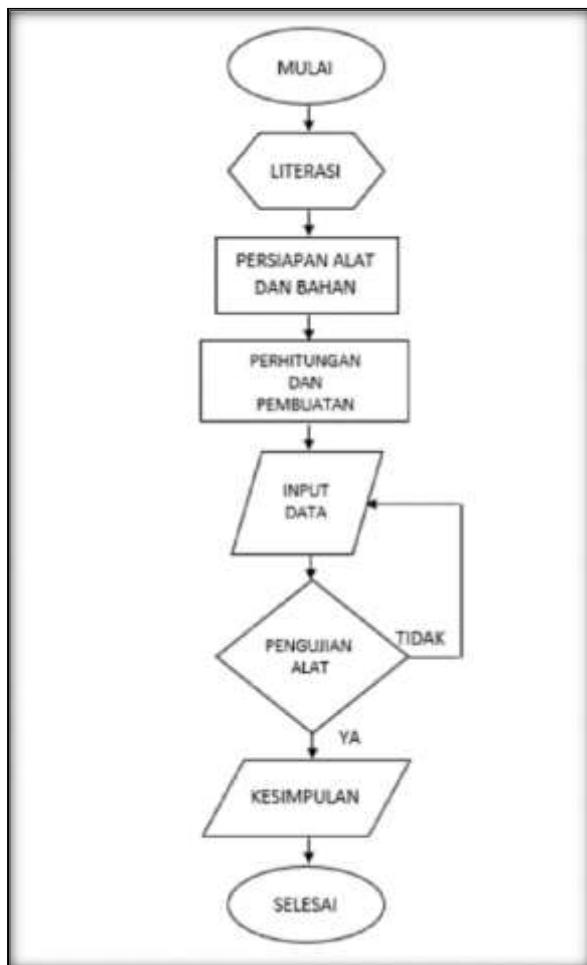 MULAI
LITERASI
PERSIAPAN ALAT
DAN BAHAN
PERHITUNGAN
DAN
PEMBUATAN
INPUT
DATA
PENGUJIAN
ALAT
TIDAK
YA
KESIMPULAN
SELESAI